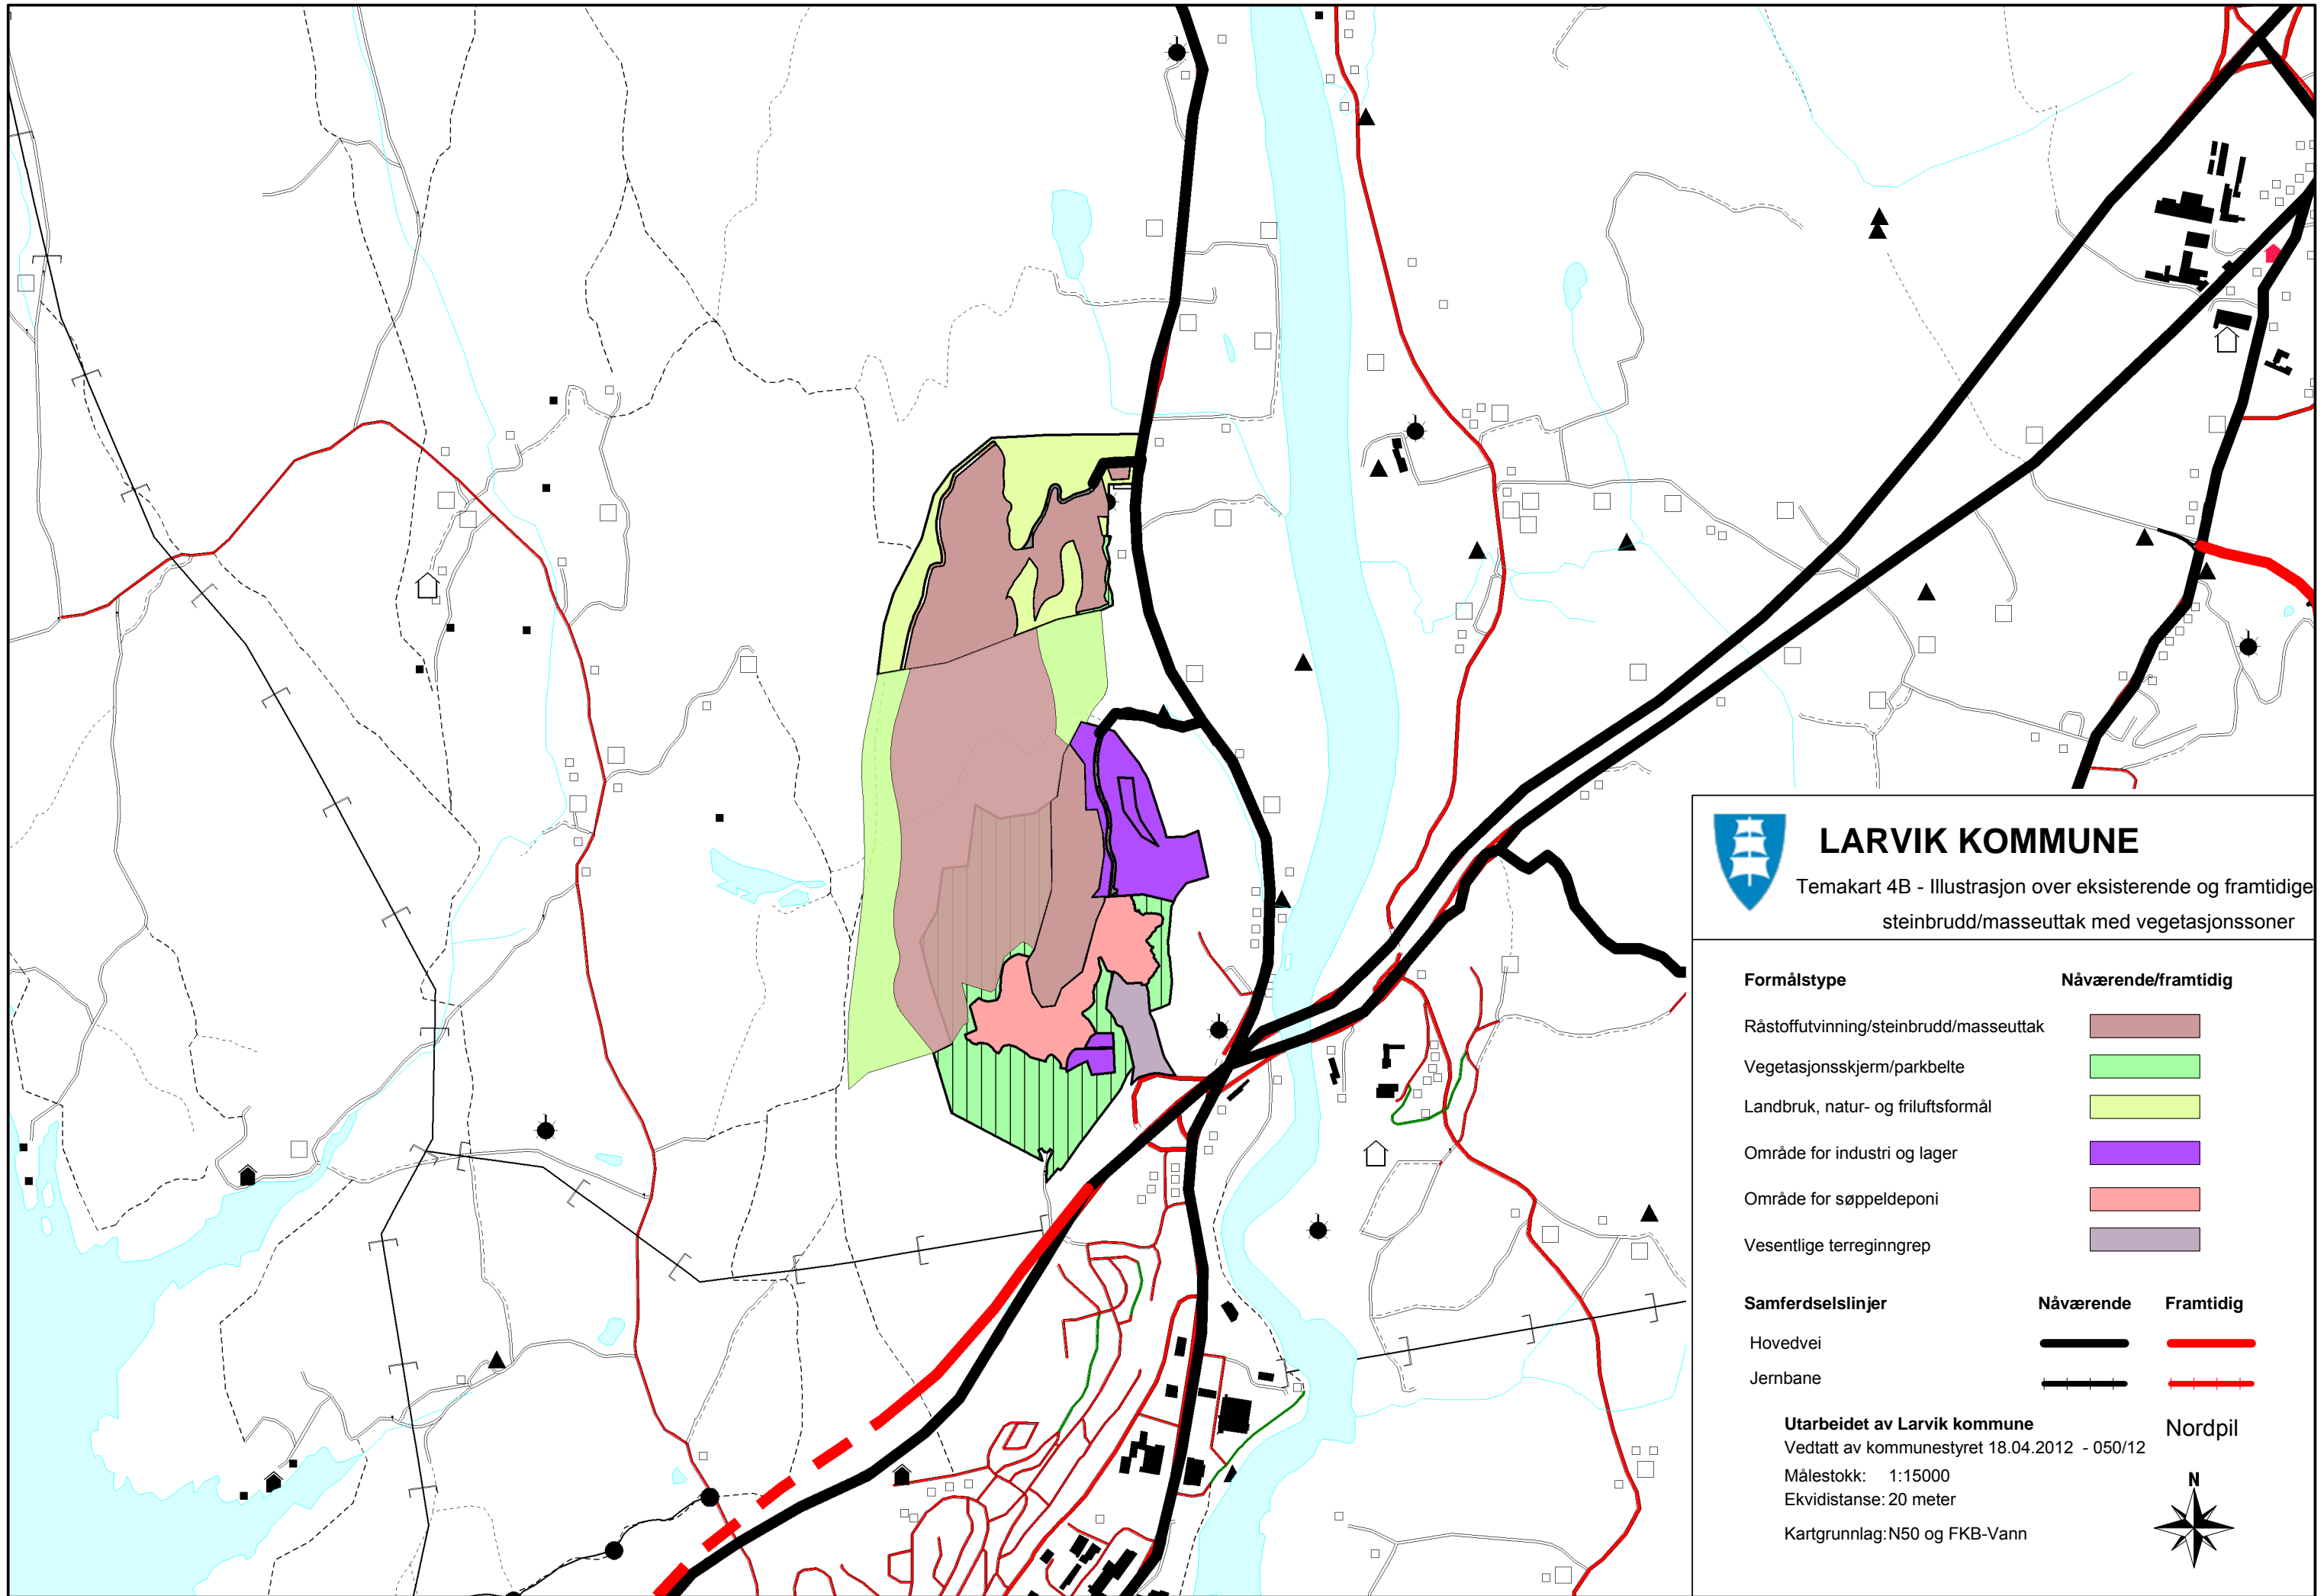 LARVIK KOMMUNE
Temakart 4B - Illustrasjon over eksisterende og framtidige
steinbrudd/masseuttak med vegetasjonssoner
Formålstype Nåværende/framtidig
Råstoffutvinning/steinbrudd/masseuttak
Vegetasjonsskjerm/parkbelte
Landbruk, natur- og friluftsformål
Område for industri og lager
Område for søppeldeponi
Vesentlige terreginngrep
Samferdselslinjer Nåværende Framtidig
Hovedvei
Jernbane
Utarbeidet av Larvik kommune
Vedtatt av kommunestyret 18.04.2012 - 050/12
Målestokk: 1:15000
Ekvidistanse: 20 meter
Kartgrunnlag: N50 og FKB-Vann
Nordpil
N